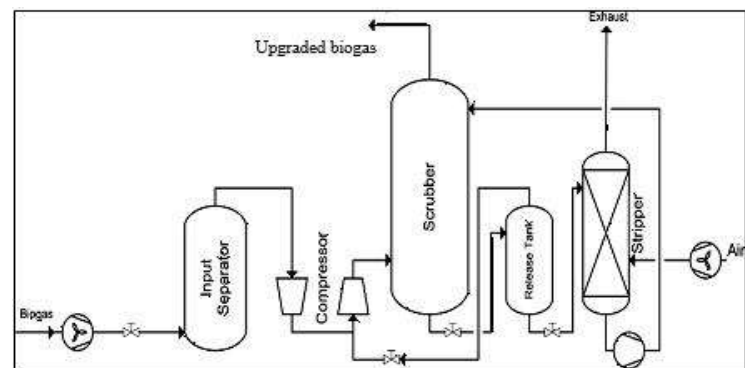 Exhaust
Upgraded biogas
Scrubber
Stripper
Input
Separator
Compressor
Release Tank
Air
Biogas